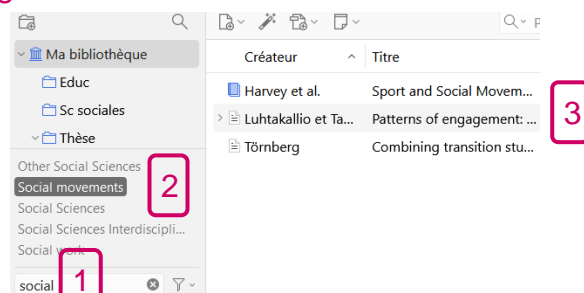 Ma bibliothèque
Educ
Sc sociales
Thèse
Other Social Sciences
Social movements
Social Sciences
Social Sciences Interdiscipli...
Social work
social
1
2
Créateur Titre
Harvey et al. Sport and Social Movem...
Luhtakallio et Ta... Patterns of engagement: ...
Törnberg Combining transition stu...
3